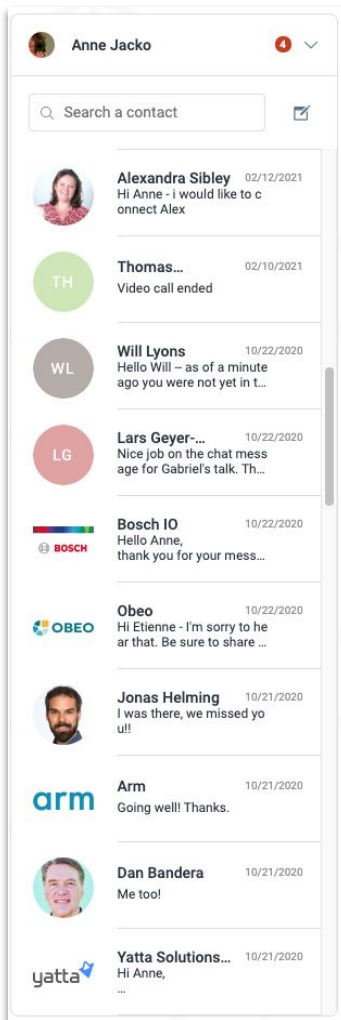 Anne Jacko
4
Search a contact
Alexandra Sibley 02/12/2021
Hi Anne - i would like to c
onnect Alex
TH
Thomas... 02/10/2021
Video call ended
WL
Will Lyons 10/22/2020
Hello Will – as of a minute
ago you were not yet in t...
LG
Lars Geyer-... 10/22/2020
Nice job on the chat mess
age for Gabriel's talk. Th...
BOSCH
Bosch IO 10/22/2020
Hello Anne,
thank you for your mess...
OBEO
Obeo 10/22/2020
Hi Etienne - I'm sorry to he
ar that. Be sure to share ...
Jonas Helming 10/21/2020
I was there, we missed yo
u!!
arm
Arm 10/21/2020
Going well! Thanks.
Dan Bandera 10/21/2020
Me too!
yatta
Yatta Solutions... 10/21/2020
Hi Anne,
...